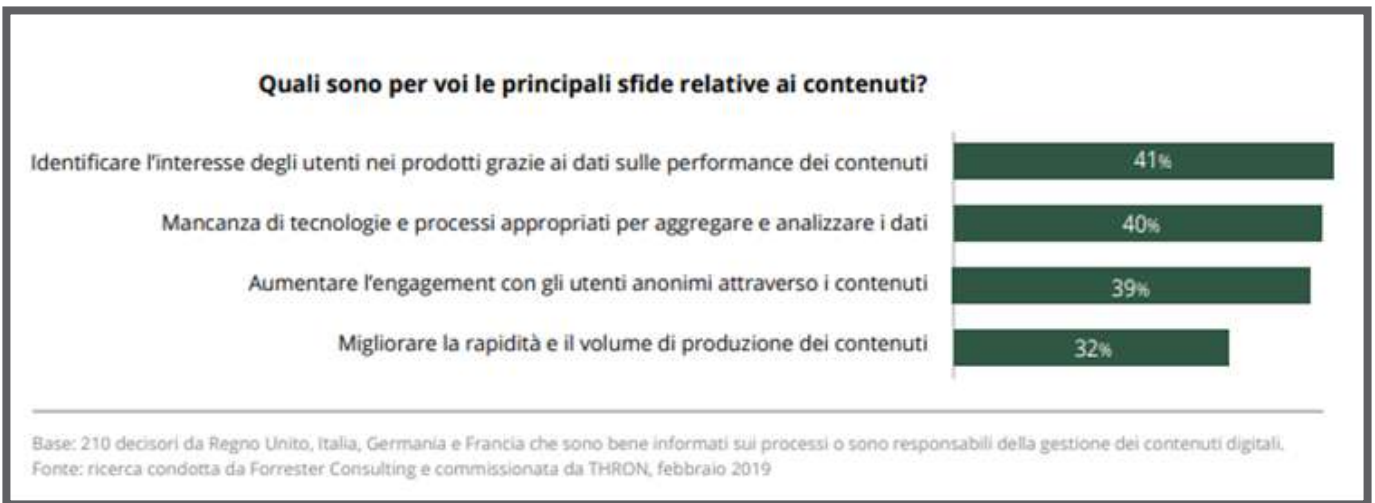 Quali sono per voi le principali sfide relative ai contenuti?
Identificare l'interesse degli utenti nei prodotti grazie ai dati sulle performance dei contenuti 41%
Mancanza di tecnologie e processi appropriati per aggregare e analizzare i dati 40%
Aumentare l'engagement con gli utenti anonimi attraverso i contenuti 39%
Migliorare la rapidità e il volume di produzione dei contenuti 32%
Base: 210 decisori da Regno Unito, Italia, Germania e Francia che sono bene informati sui processi o sono responsabili della gestione dei contenuti digitali.
Fonte: ricerca condotta da Forrester Consulting e commissionata da THRON, febbraio 2019